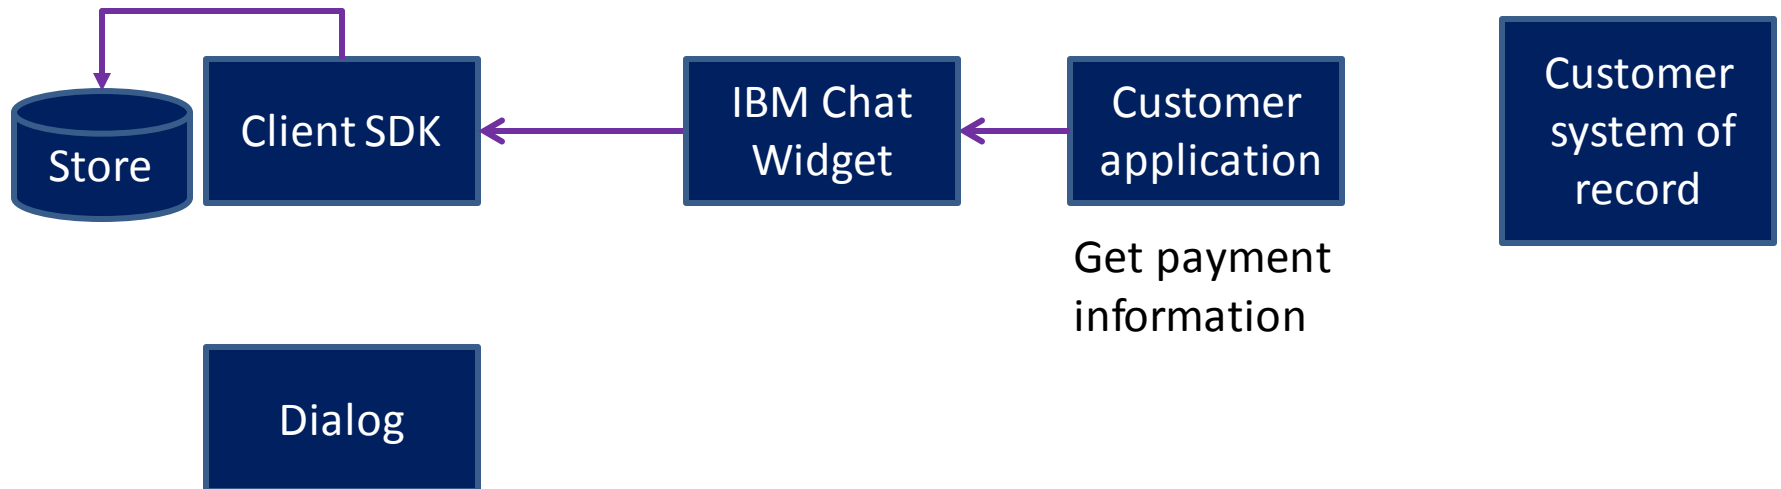 Store
Client SDK
IBM Chat
Widget
Customer
application
Customer
system of
record
Get payment
information
Dialog